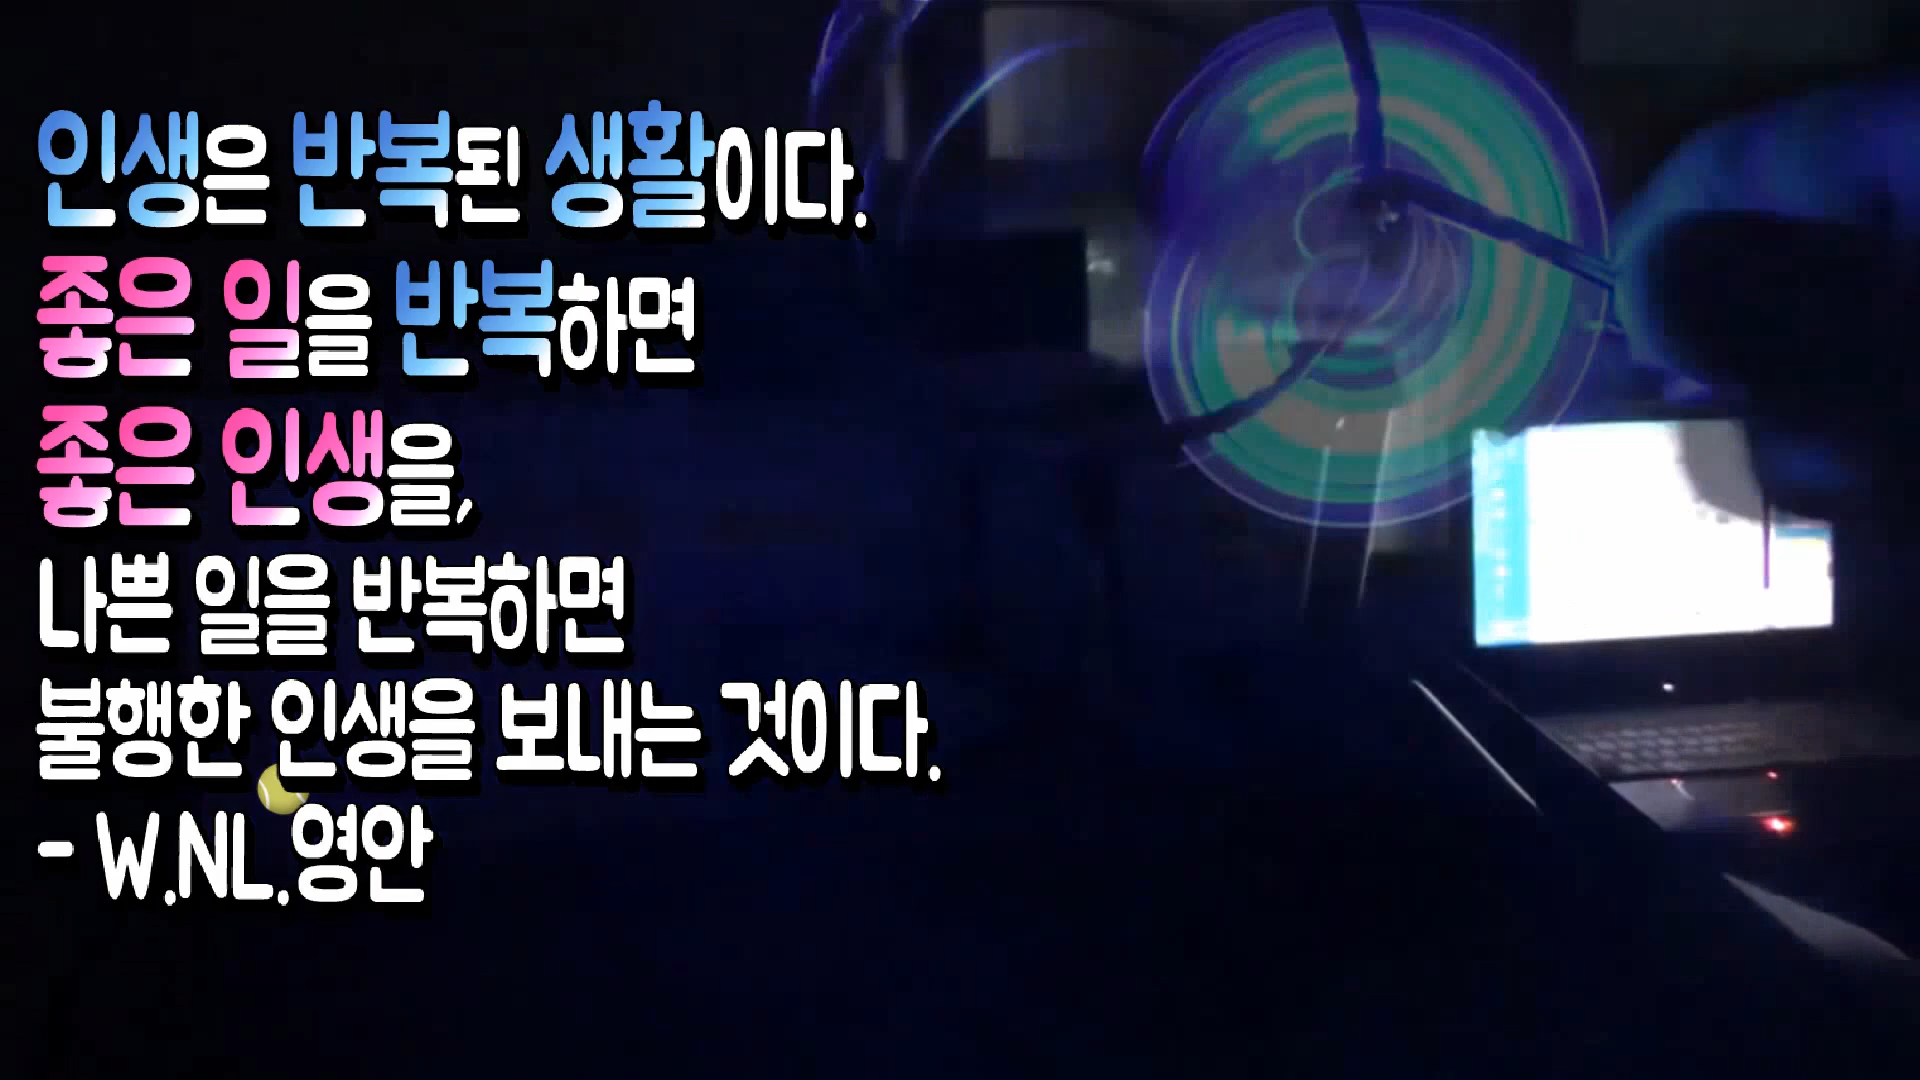 인생은 반복된 생활이다.
좋은 일을 반복하면
좋은 인생을,
나쁜 일을 반복하면
불행한 인생을 보내는 것이다.
- W.NL.영안